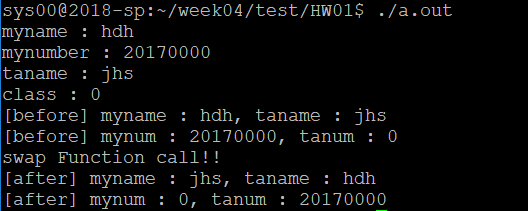 sys00@2018-sp:~/week04/test/HW01$ ./a.out
myname : hdh
mynumber : 20170000
taname : jhs
class : 0
[before] myname : hdh, taname : jhs
[before] mynum : 20170000, tanum : 0
swap Function call!!
[after] myname : jhs, taname : hdh
[after] mynum : 0, tanum : 20170000